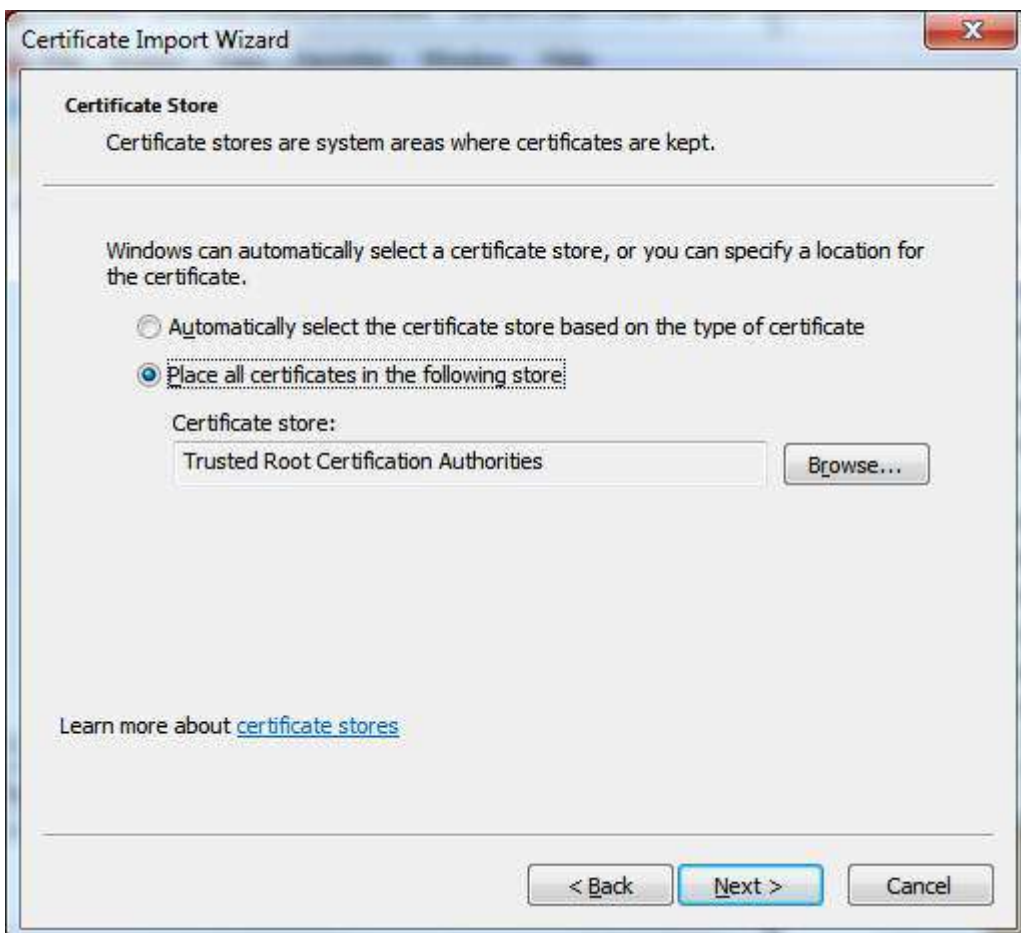 Certificate Import Wizard
Certificate Store
Certificate stores are system areas where certificates are kept.
Windows can automatically select a certificate store, or you can specify a location for
the certificate.
Automatically select the certificate store based on the type of certificate
Place all certificates in the following store
Certificate store:
Trusted Root Certification Authorities
Browse...
Learn more about certificate stores
< Back
Next >
Cancel